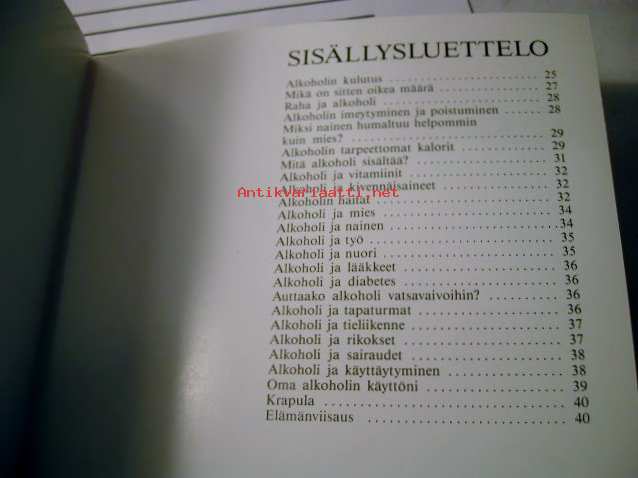 SISÄLLYSLUETTELO
Alkoholin kulutus 25
Mikä on sitten oikea määrä 27
Raha ja alkoholi 28
Alkoholin imeytyminen ja poistuminen 28
Miksi nainen humaltuu helpommin
kuin mies? 29
Alkoholin tarpeettomat kalorit 29
Mitä alkoholi sisältää? 31
Alkoholi ja vitamiinit 32
Alkoholi ja kivennäisaineet 32
Antikvariaatti.net
Alkoholin haitat 32
Alkoholi ja mies 34
Alkoholi ja nainen 34
Alkoholi ja työ 35
Alkoholi ja nuori 35
Alkoholi ja lääkkeet 36
Alkoholi ja diabetes 36
Auttaako alkoholi vatsavaivoihin? 36
Alkoholi ja tapaturmat 36
Alkoholi ja tieliikenne 37
Alkoholi ja rikokset 37
Alkoholi ja sairaudet 38
Alkoholi ja käyttäytyminen 38
Oma alkoholin käyttöni 39
Krapula 40
Elämänviisaus 40